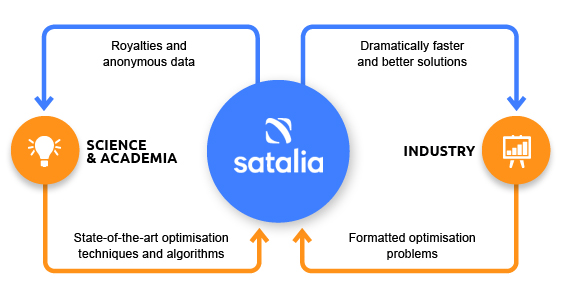 Royalties and
anonymous data
Dramatically faster
and better solutions
SCIENCE
& ACADEMIA
satalia
INDUSTRY
State-of-the-art optimisation
techniques and algorithms
Formatted optimisation
problems